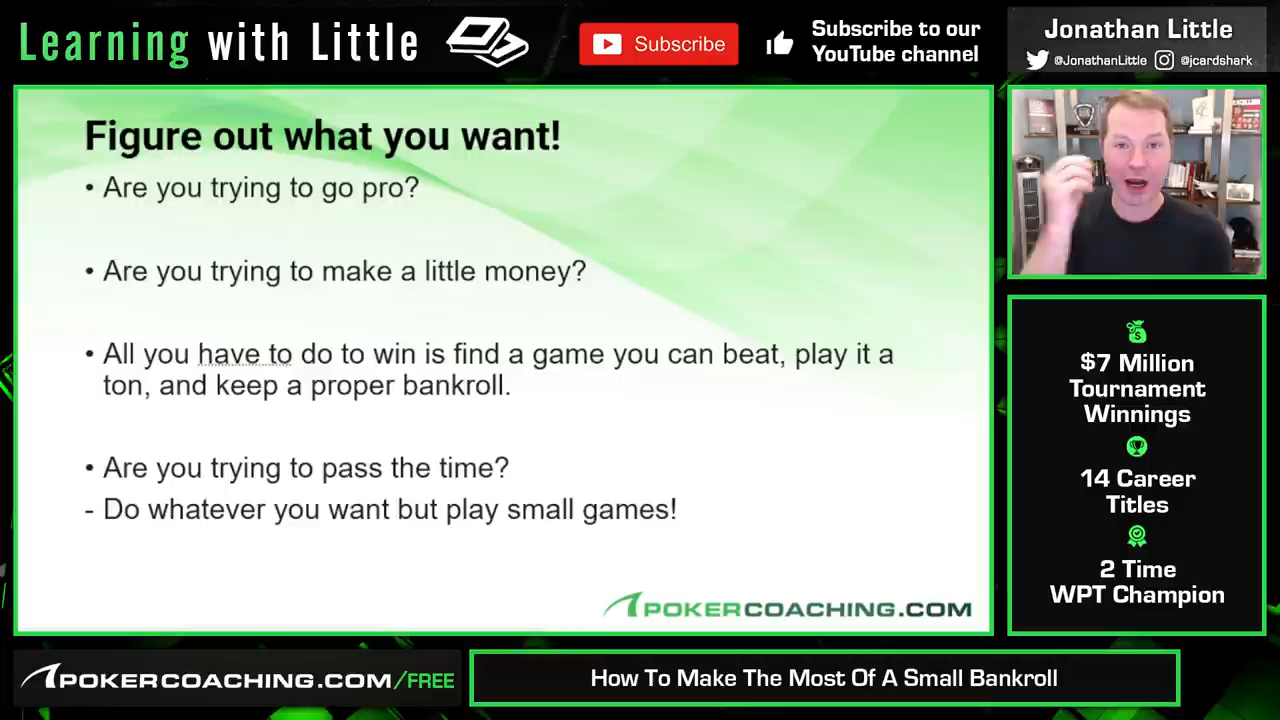 Learning with Little
Subscribe
Subscribe to our
YouTube channel
Jonathan Little
@JonathanLittle @jcardshark
Figure out what you want!
• Are you trying to go pro?
• Are you trying to make a little money?
• All you have to do to win is find a game you can beat, play it a
ton, and keep a proper bankroll.
• Are you trying to pass the time?
- Do whatever you want but play small games!
POKERCOACHING.COM
$7 Million
Tournament
Winnings
14 Career
Titles
2 Time
WPT Champion
POKERCOACHING.COM/FREE
How To Make The Most Of A Small Bankroll